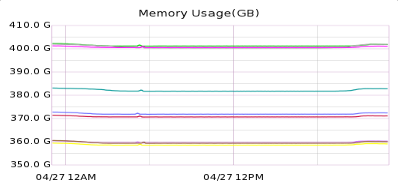 Memory Usage(GB)
410.0 G
400.0 G
390.0 G
380.0 G
370.0 G
360.0 G
350.0 G
04/27 12AM
04/27 12PM